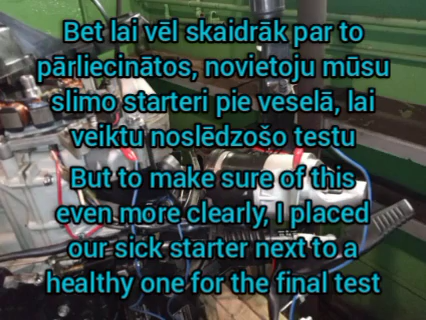 Bet lai vēl skaidrāk par to
pārliecinātos, novietoju mūsu
slimo starteri pie veselā, lai
veiktu noslēdzošo testu
But to make sure of this
even more clearly, I placed
our sick starter next to a
healthy one for the final test